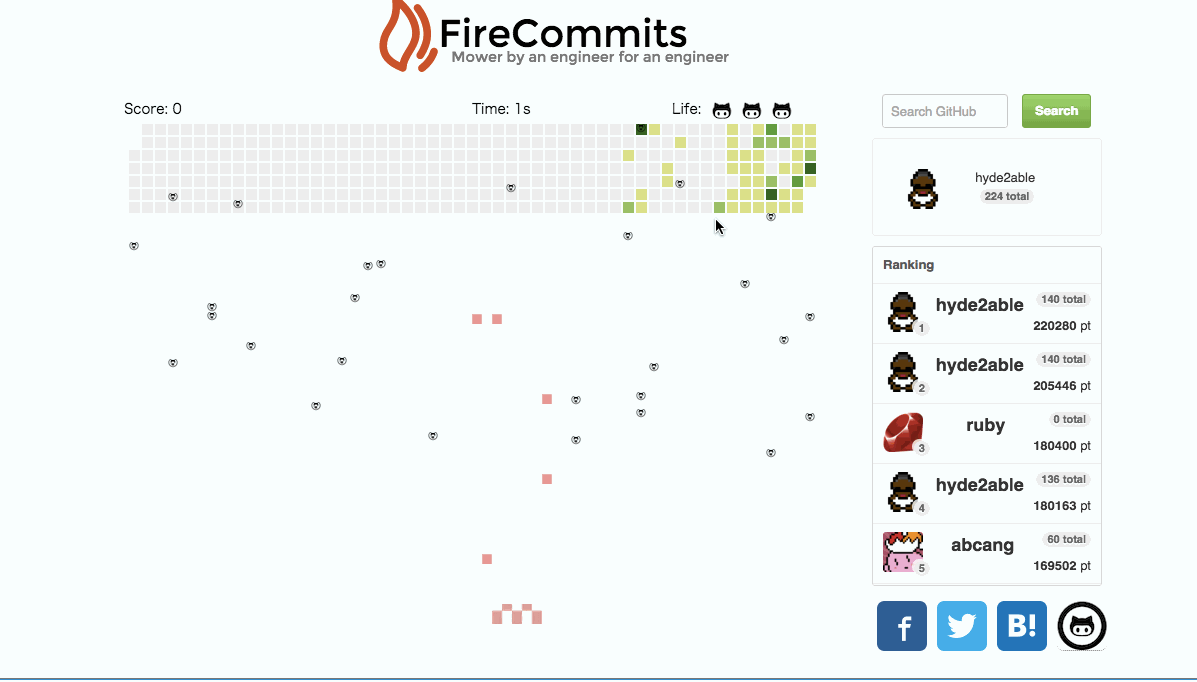 FireCommits
Mower by an engineer for an engineer
Score: 0
Time: 1s
Life:
Search GitHub
Search
hyde2able
224 total
Ranking
hyde2able
140 total
220280 pt
1
hyde2able
140 total
205446 pt
2
ruby
0 total
180400 pt
3
hyde2able
136 total
180163 pt
4
abcang
60 total
169502 pt
5
f
B!